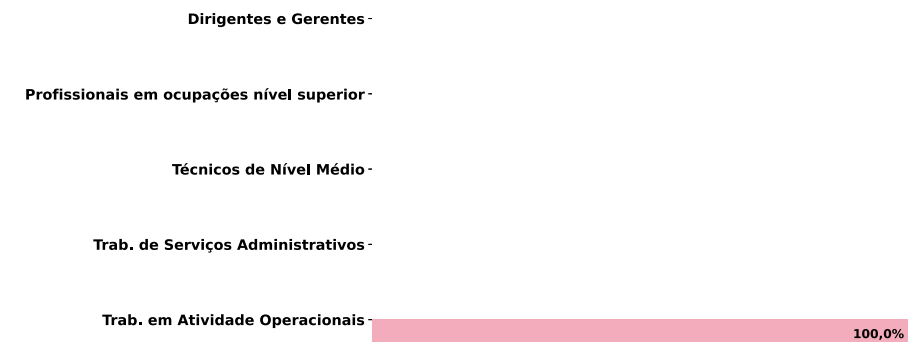 Dirigentes e Gerentes
Profissionais em ocupações nível superior
Técnicos de Nível Médio
Trab. de Serviços Administrativos
Trab. em Atividade Operacionais
100,0%